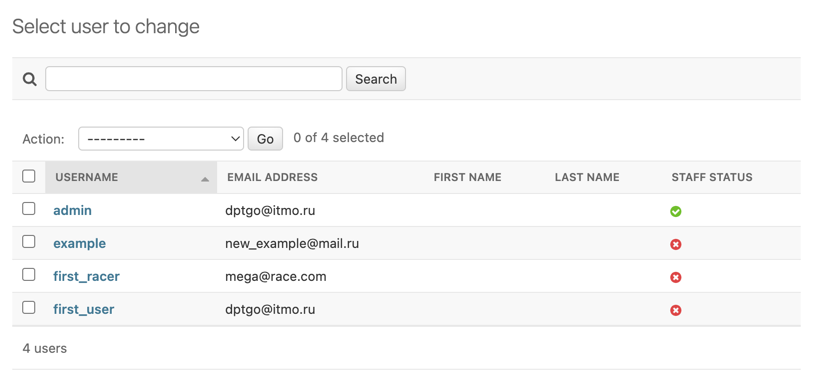 Select user to change
Search
Action: --------- Go 0 of 4 selected
USERNAME EMAIL ADDRESS FIRST NAME LAST NAME STAFF STATUS
admin dptgo@itmo.ru
example new_example@mail.ru
first_racer mega@race.com
first_user dptgo@itmo.ru
4 users